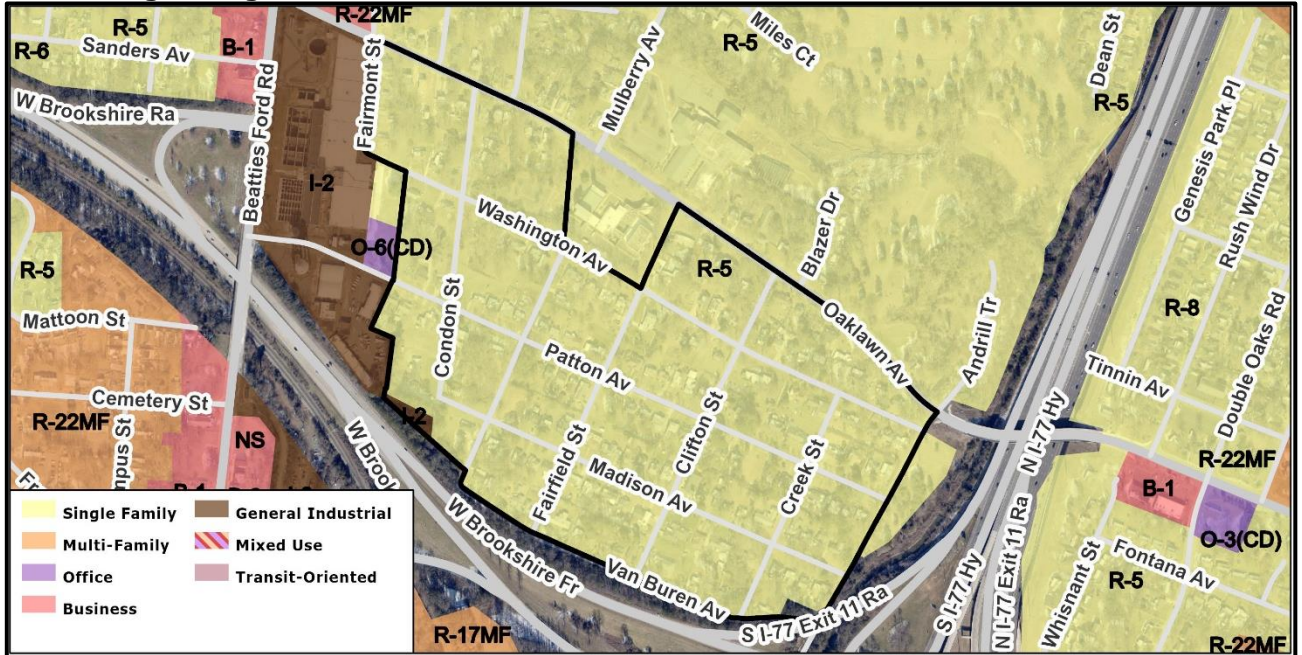 R-22MF
R-5
R-6
Sanders Av
B-1
Beatties Ford Rd
Fairmont St
Mulberry Av
R-5
Miles Ct
Dean St
R-5
W Brookshire Ra
I-2
Genesis Park Pl
Rush Wind Dr
Washington Av
O-6(CD)
R-5
Blazer Dr
R-5
Condon St
Oaklawn Av
Andrill Tr
R-8
Double Oaks Rd
Mattoon St
Patton Av
Tinnin Av
Cemetery St
R-22MF
NS
I-2
Clifton St
N I-77 Hy
R-22MF
Fairfield St
Madison Av
Creek St
B-1
O-3(CD)
W Brookshire Fr
Van Buren Av
S I-77 Exit 11 Ra
S I-77 Hy
N I-77 Exit 11 Ra
Whisnant St
R-5
Fontana Av
R-17MF
R-22MF
Single Family
General Industrial
Multi-Family
Mixed Use
Office
Transit-Oriented
Business